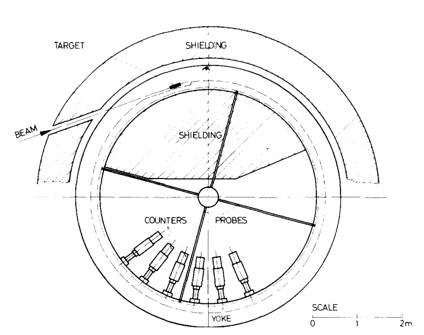 TARGET
SHIELDING
BEAM
SHIELDING
COUNTERS
PROBES
YOKE
SCALE
0 1 2m